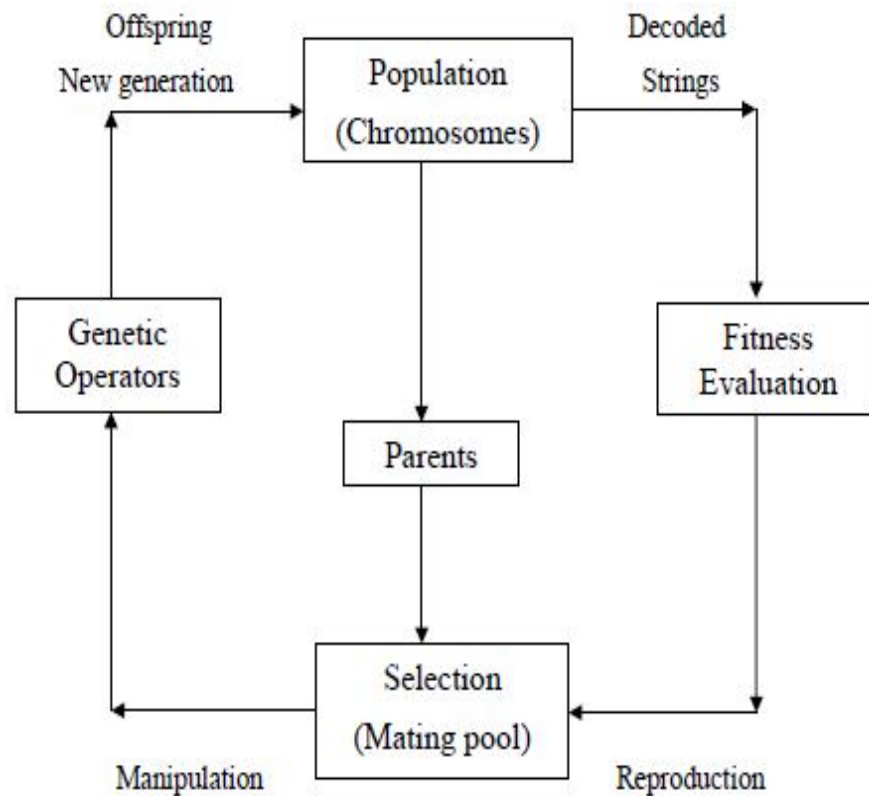 Offspring
New generation
Population
(Chromosomes)
Decoded
Strings
Genetic
Operators
Fitness
Evaluation
Parents
Selection
(Mating pool)
Manipulation
Reproduction